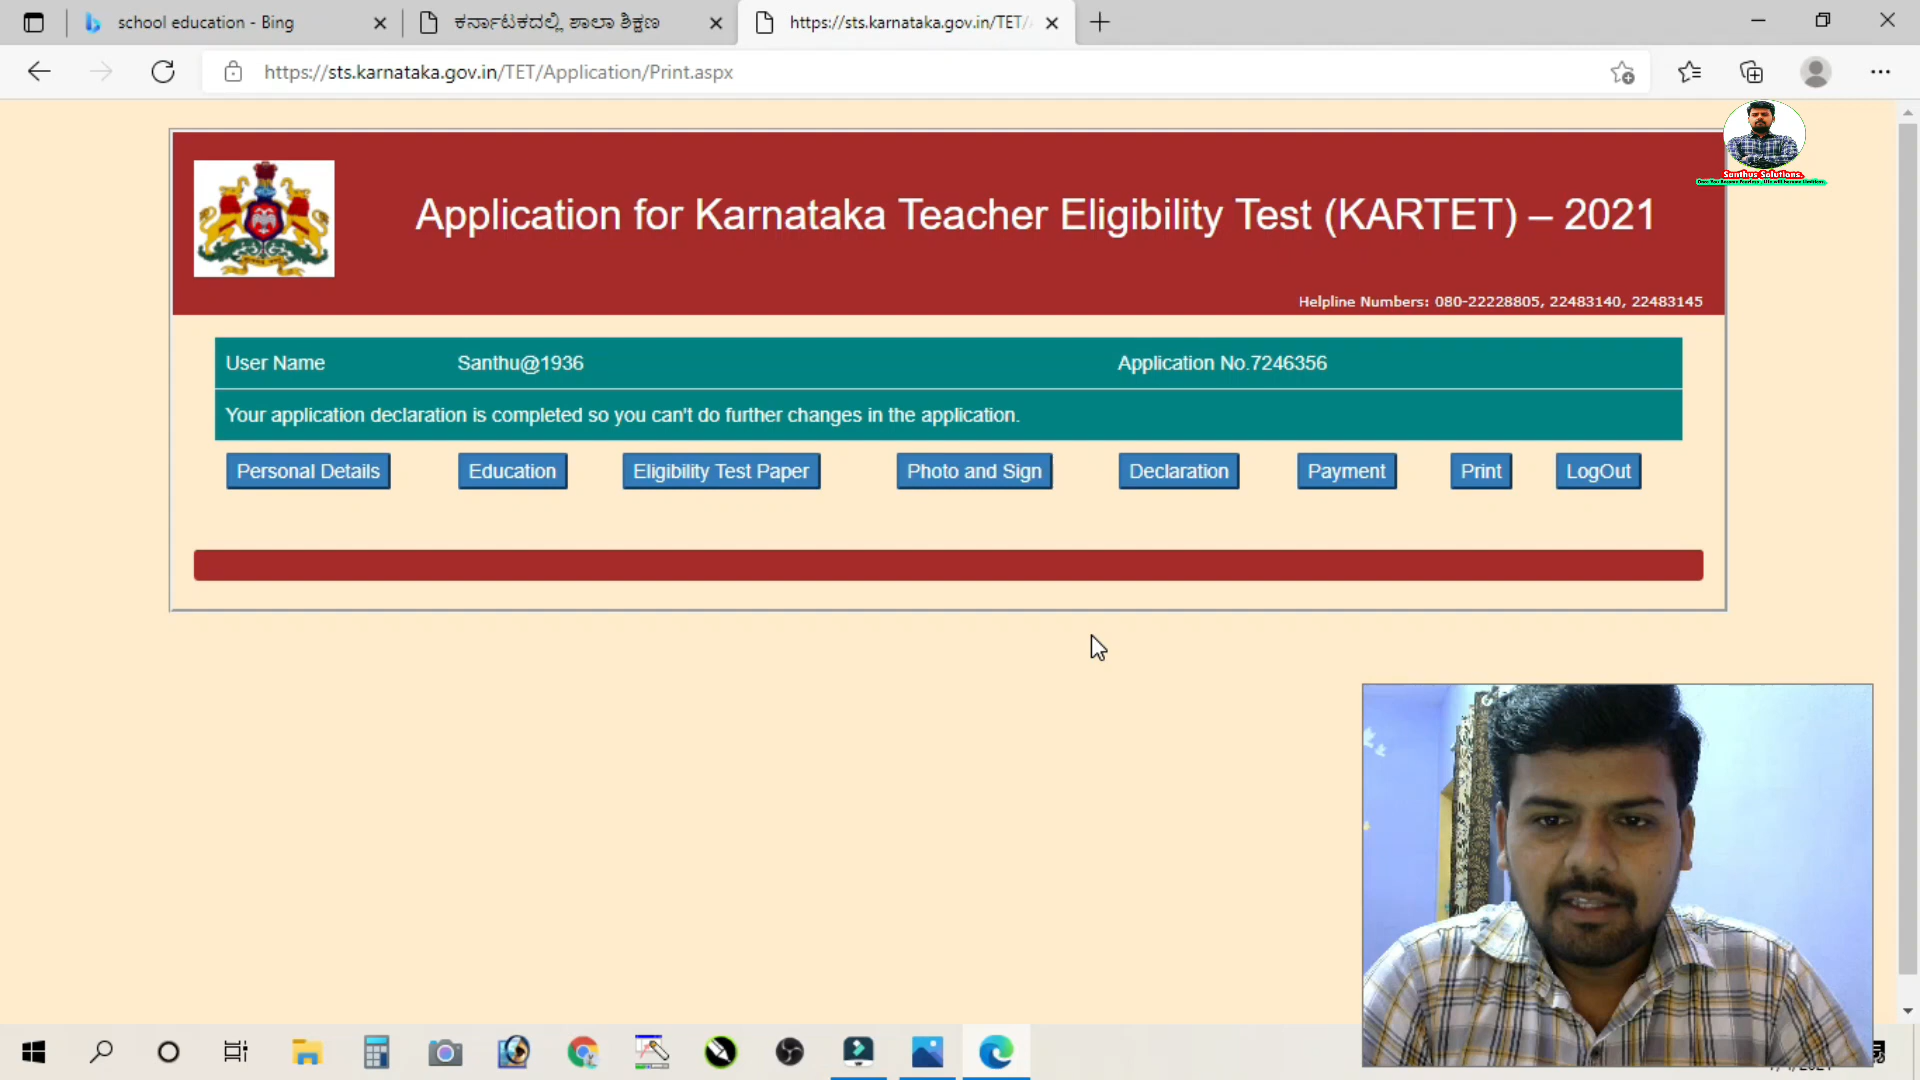 school education - Bing
ಕರ್ನಾಟಕದಲ್ಲಿ ಶಾಲಾ ಶಿಕ್ಷಣ
https://sts.karnataka.gov.in/TET/
https://sts.karnataka.gov.in/TET/Application/Print.aspx
Santhus Solutions.
Application for Karnataka Teacher Eligibility Test (KARTET) – 2021
Helpline Numbers: 080-22228805, 22483140, 22483145
User Name Santhu@1936 Application No.7246356
Your application declaration is completed so you can't do further changes in the application.
Personal Details Education Eligibility Test Paper Photo and Sign Declaration Payment Print LogOut